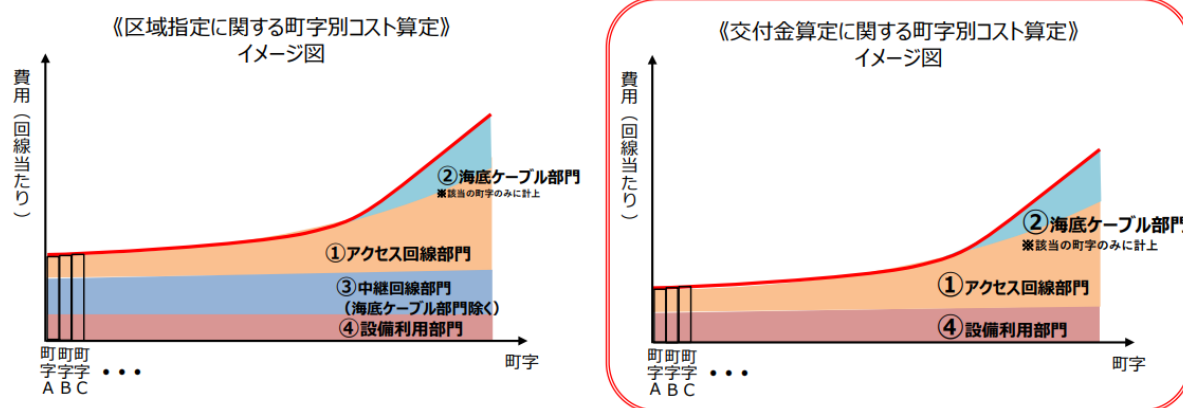 《区域指定に関する町字別コスト算定》
イメージ図
費用（回線当たり）
②海底ケーブル部門
※該当の町字のみに計上
①アクセス回線部門
③中継回線部門
（海底ケーブル部門除く）
④設備利用部門
町字A
町字B
町字C
・・・
町字
《交付金算定に関する町字別コスト算定》
イメージ図
費用（回線当たり）
②海底ケーブル部門
※該当の町字のみに計上
①アクセス回線部門
④設備利用部門
町字A
町字B
町字C
・・・
町字